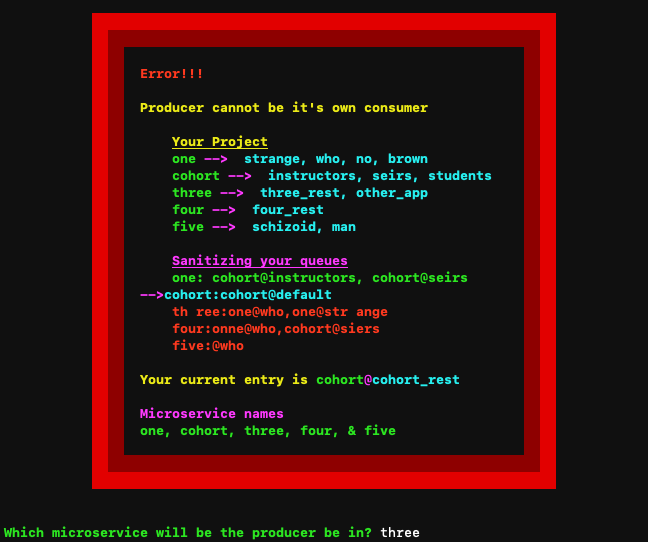 Error!!!
Producer cannot be it's own consumer
Your Project
one -->  strange, who, no, brown
cohort -->  instructors, seirs, students
three -->  three_rest, other_app
four -->  four_rest
five -->  schizoid, man
Sanitizing your queues
one: cohort@instructors, cohort@seirs
-->cohort:cohort@default
th ree:one@who,one@str ange
four:onne@who,cohort@siers
five:@who
Your current entry is cohort@cohort_rest
Microservice names
one, cohort, three, four, & five
Which microservice will be the producer be in? three